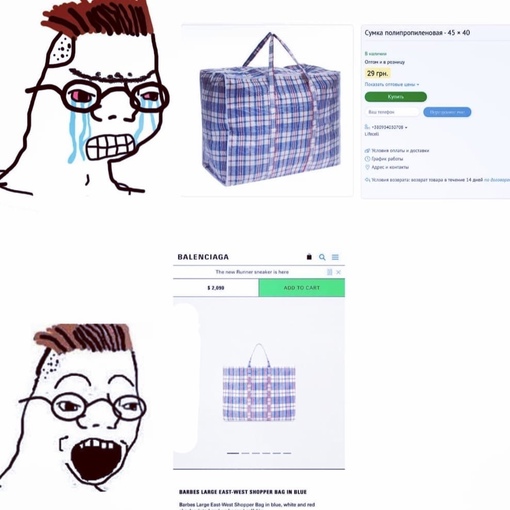 Сумка полипропиленовая - 45 × 40
В наличии
Оптом и в розницу
29 грн.
Показать оптовые цены
Купить
Ваш телефон
Lifecell
Условия оплаты и доставки
График работы
Адрес и контакты
Условия возврата: возврат товара в течение 14 дней
BALENCIAGA
The new Runner sneaker is here
$ 2,090
ADD TO CART
BARBES LARGE EAST-WEST SHOPPER BAG IN BLUE
Barbes Large East-West Shopper Bag in blue, white and red